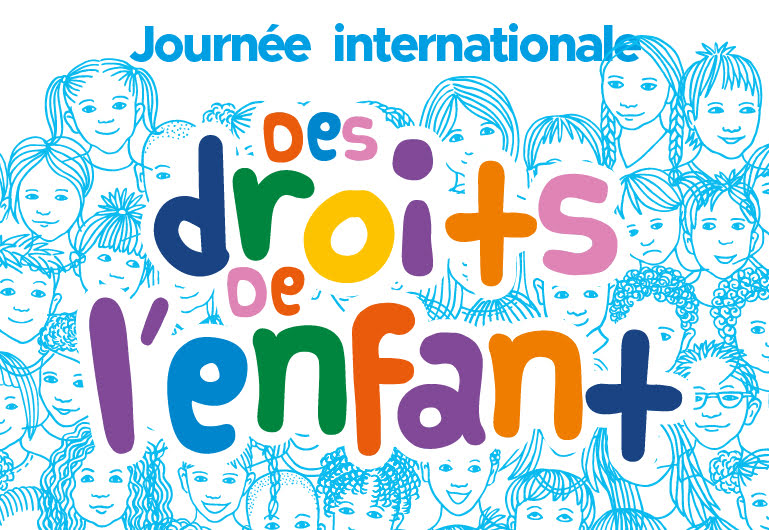 Journée internationale
Des
droits
De
l'enfant